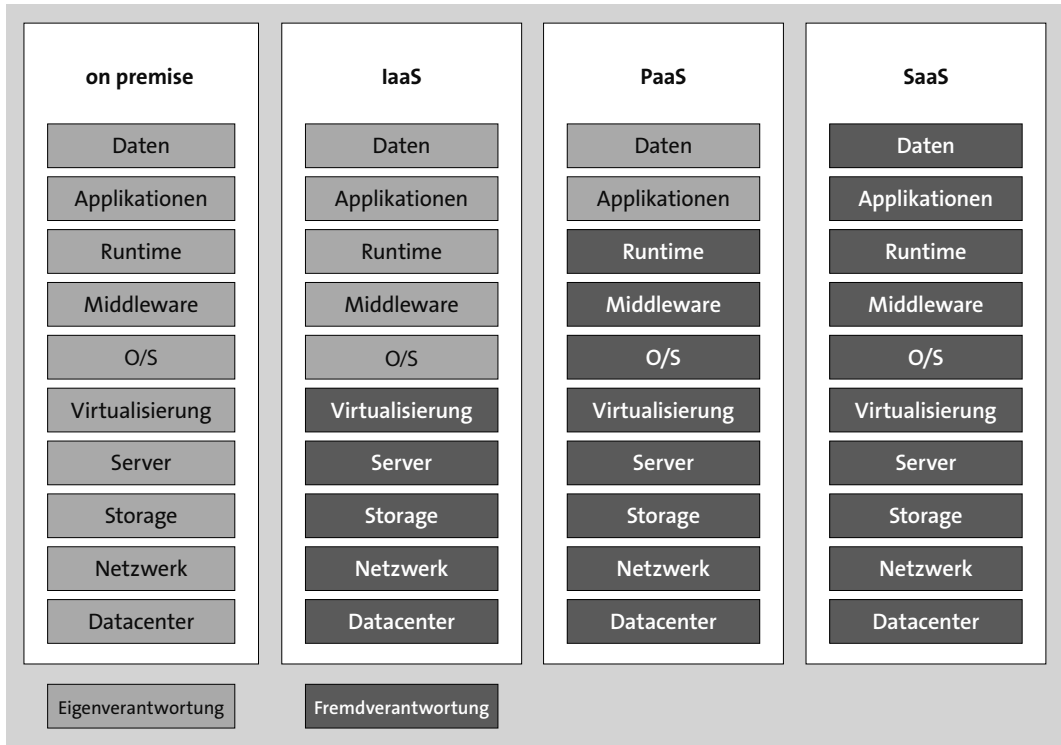 on premise
Daten
Applikationen
Runtime
Middleware
O/S
Virtualisierung
Server
Storage
Netzwerk
Datacenter
IaaS
Daten
Applikationen
Runtime
Middleware
O/S
Virtualisierung
Server
Storage
Netzwerk
Datacenter
PaaS
Daten
Applikationen
Runtime
Middleware
O/S
Virtualisierung
Server
Storage
Netzwerk
Datacenter
SaaS
Daten
Applikationen
Runtime
Middleware
O/S
Virtualisierung
Server
Storage
Netzwerk
Datacenter
Eigenverantwortung
Fremdverantwortung